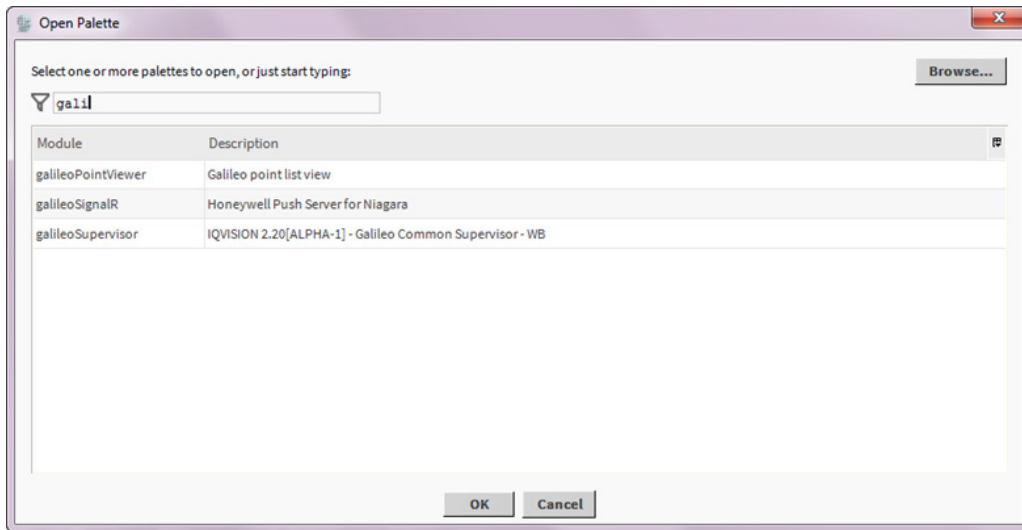 Open Palette
Select one or more palettes to open, or just start typing:
Browse...
gali
Module Description
galileoPointViewer Galileo point list view
galileoSignalR Honeywell Push Server for Niagara
galileoSupervisor IQVISION 2.20[ALPHA-1] - Galileo Common Supervisor - WB
OK Cancel